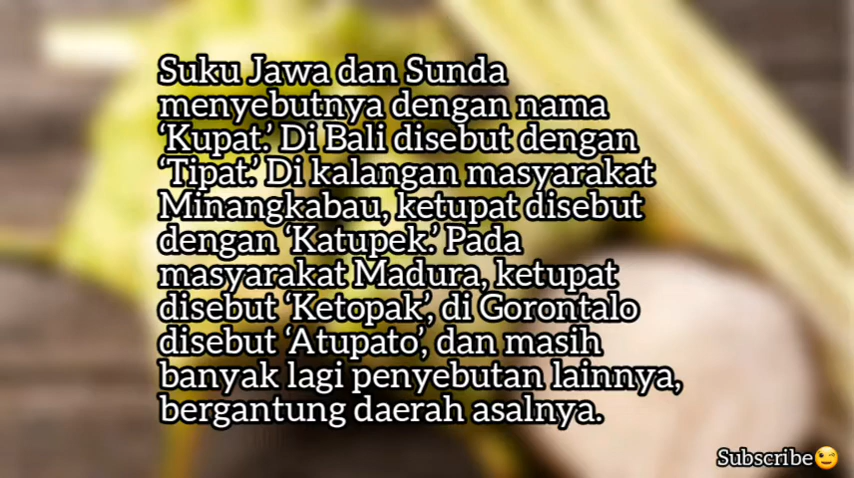 Suku Jawa dan Sunda
menyebutnya dengan nama
‘Kupat.’ Di Bali disebut dengan
‘Tipat.’ Di kalangan masyarakat
Minangkabau, ketupat disebut
dengan ‘Katupek.’ Pada
masyarakat Madura, ketupat
disebut ‘Ketopak’, di Gorontalo
disebut ‘Atupato’, dan masih
banyak lagi penyebutan lainnya,
bergantung daerah asalnya.
Subscribe😉